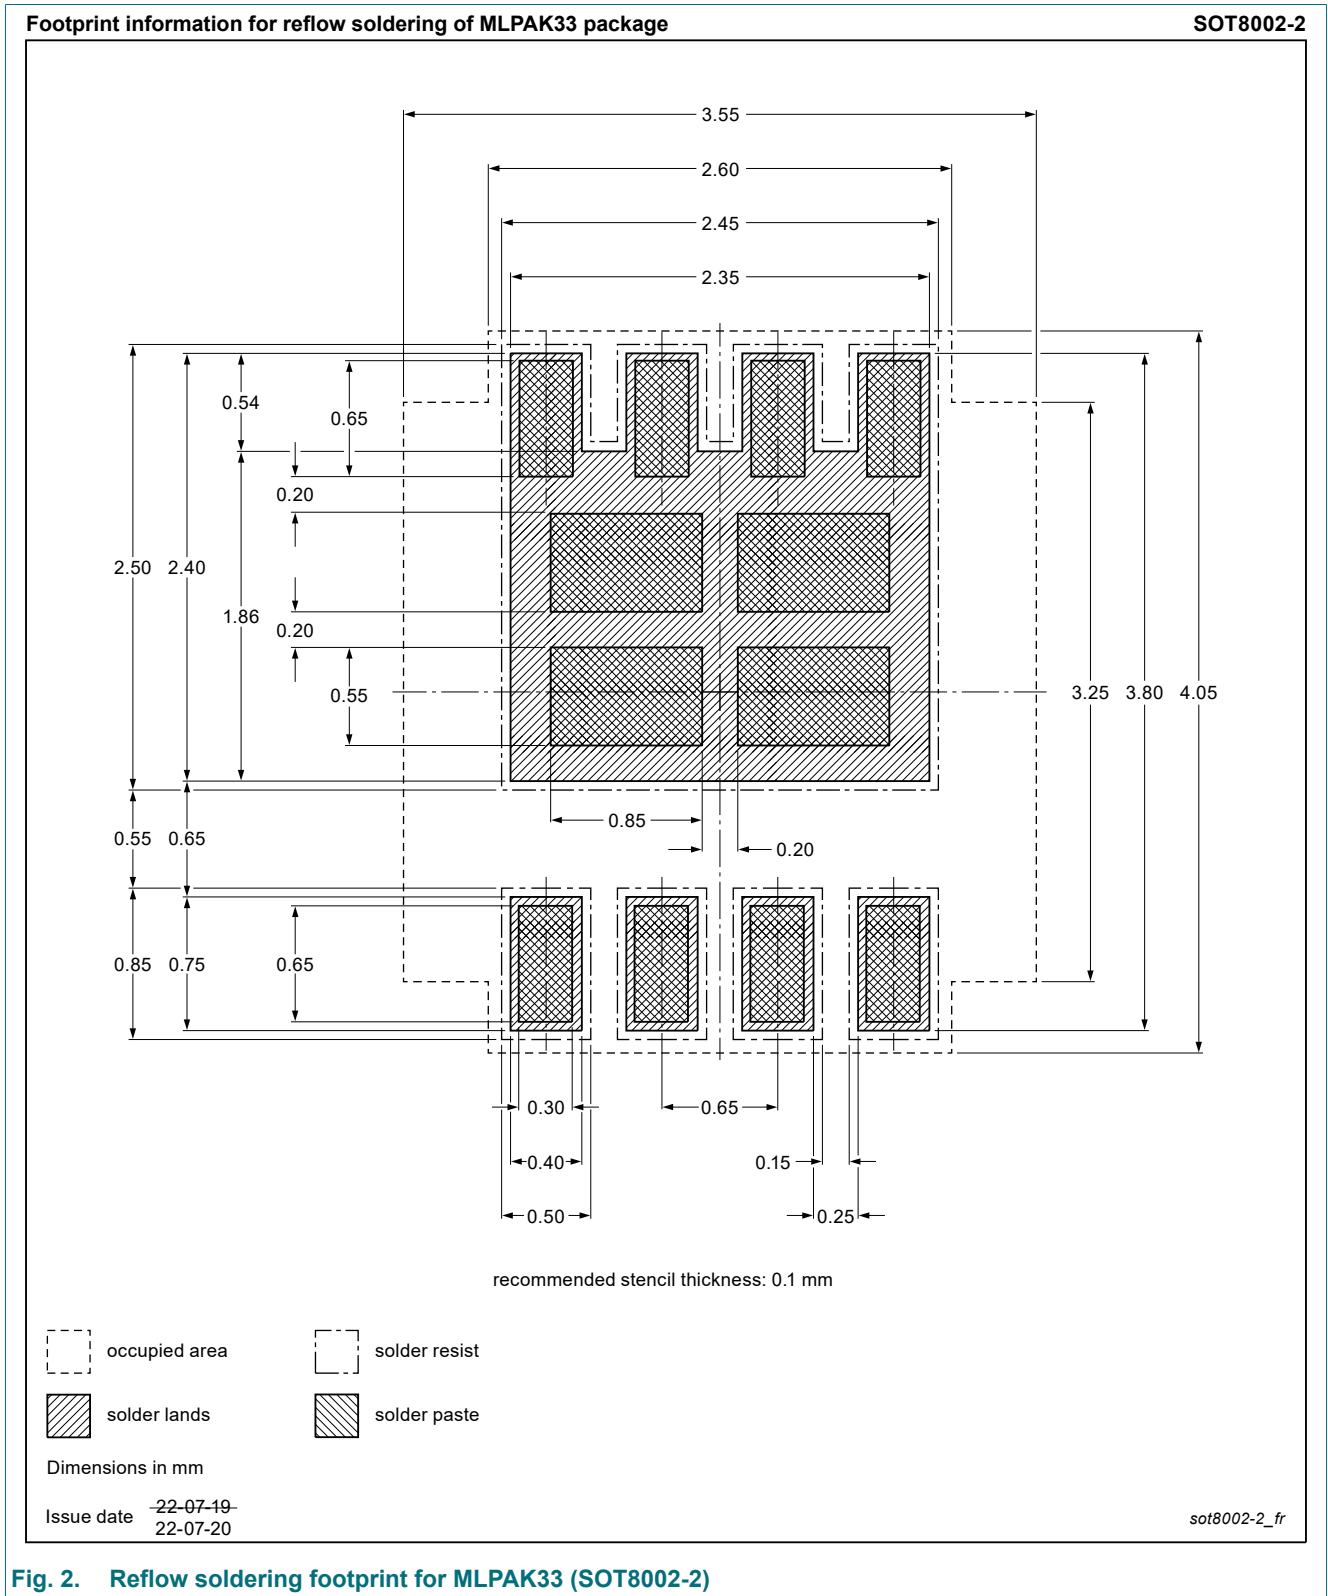 Footprint information for reflow soldering of MLPAK33 package SOT8002-2
3.55
2.60
2.45
2.35
0.54
0.65
0.20
2.50 2.40
1.86
0.20
0.55
3.25 3.80 4.05
0.85
0.20
0.55 0.65
0.85 0.75 0.65
0.30 0.65
0.40 0.15
0.50 0.25
recommended stencil thickness: 0.1 mm
occupied area solder resist
solder lands solder paste
Dimensions in mm
Issue date 22-07-19
22-07-20
sot8002-2_fr
Fig. 2. Reflow soldering footprint for MLPAK33 (SOT8002-2)